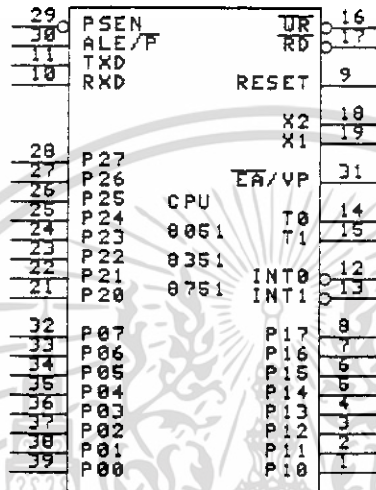 29 PSEN WR 16
30 ALE/P RD 17
11 TXD
10 RXD RESET 9
X2 18
X1 19
28 P27
27 P26 EA/VP 31
26 P25 CPU
25 P24 T0 14
24 P23 8051 T1 15
23 P22 8351
22 P21 INT0 12
21 P20 8751 INT1 13
32 P07 P17 8
33 P06 P16 7
34 P05 P15 6
35 P04 P14 5
36 P03 P13 4
37 P02 P12 3
38 P01 P11 2
39 P00 P10 1